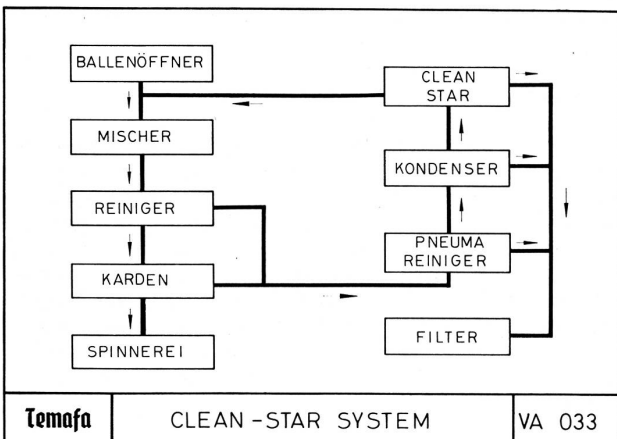 BALLENÖFFNER
MISCHER
REINIGER
KARDEN
SPINNEREI
CLEAN
STAR
KONDENSER
PNEUMA
REINIGER
FILTER
Temafa
CLEAN-STAR SYSTEM
VA 033